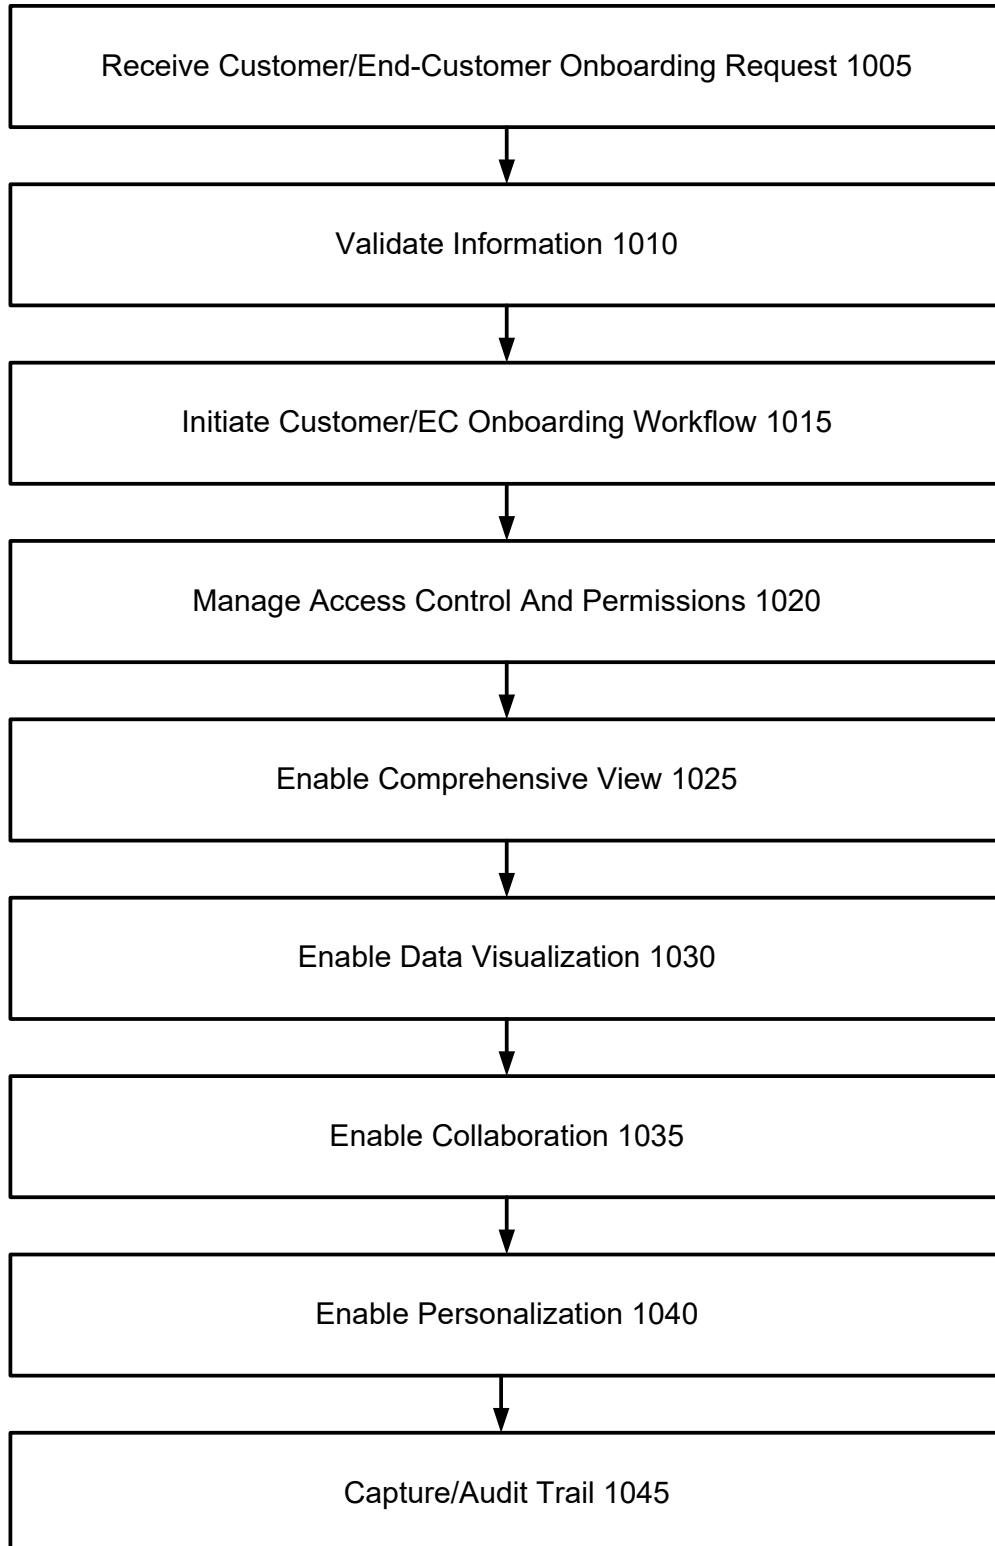 Receive Customer/End-Customer Onboarding Request 1005
Validate Information 1010
Initiate Customer/EC Onboarding Workflow 1015
Manage Access Control And Permissions 1020
Enable Comprehensive View 1025
Enable Data Visualization 1030
Enable Collaboration 1035
Enable Personalization 1040
Capture/Audit Trail 1045